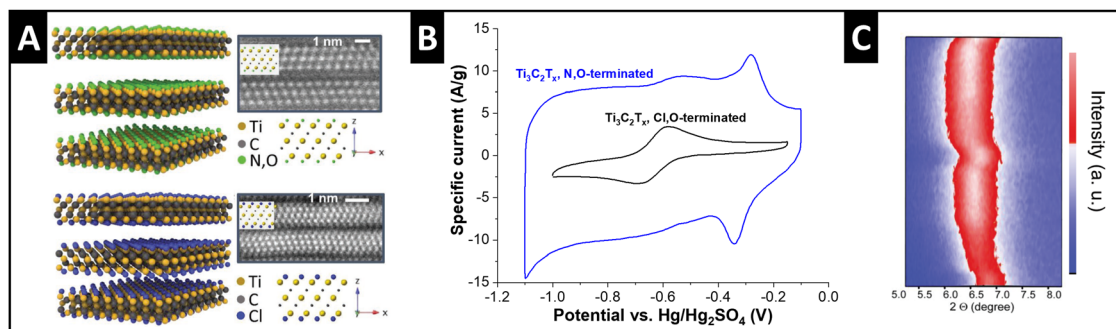 A
1 nm
Ti
C
N,O
z
x
1 nm
Ti
C
Cl
z
x
B
Ti₃C₂Tₓ, N,O-terminated
Ti₃C₂Tₓ, Cl,O-terminated
Specific current (A/g)
15
10
5
0
-5
-10
-15
-1.2 -1.0 -0.8 -0.6 -0.4 -0.2 0.0
Potential vs. Hg/Hg₂SO₄ (V)
C
Intensity (a. u.)
5.0 5.5 6.0 6.5 7.0 7.5 8.2
2 Θ (degree)